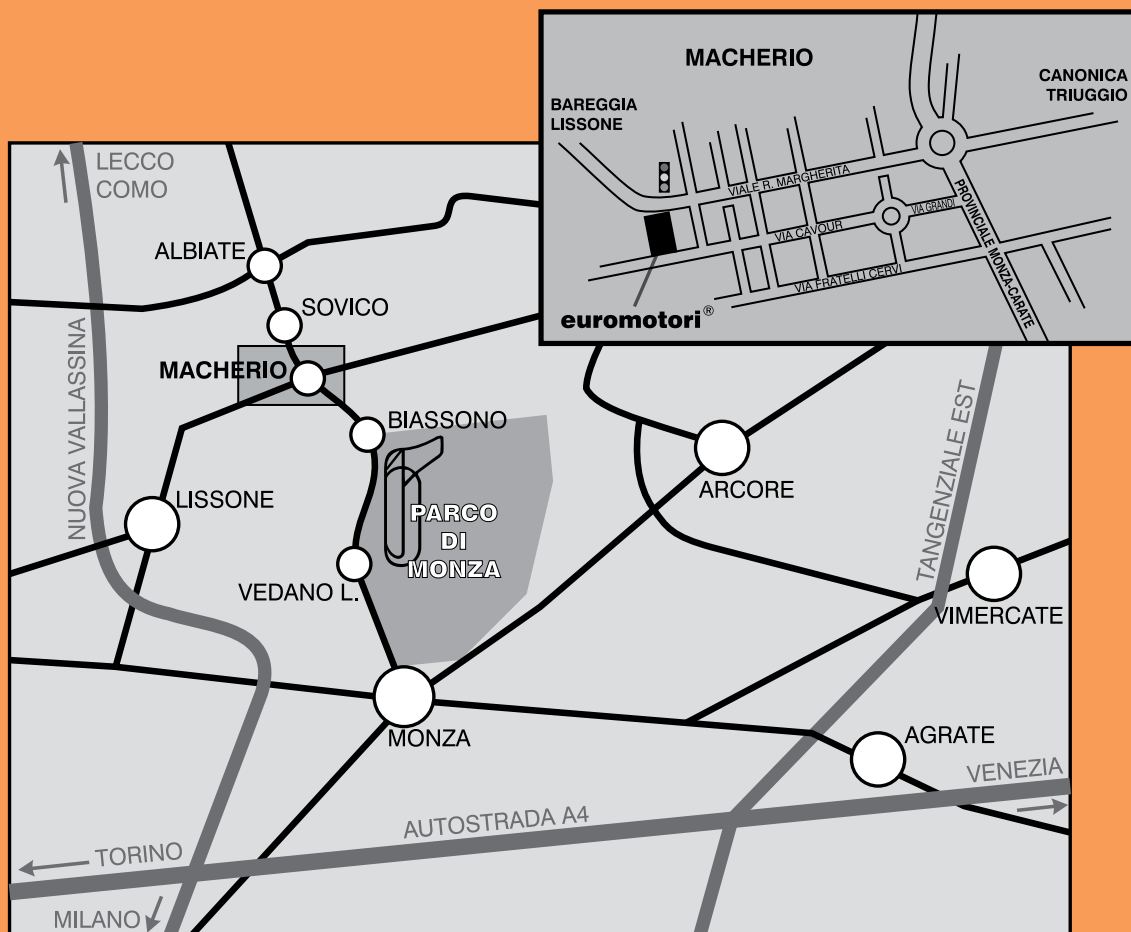 MACHERIO
CANONICA
TRIUGGIO
BAREGGIA
LISSONE
VIALE R. MARGHERITA
VIA CAVOUR
VIA GRANDI
VIA FRATELLI CERVI
PROVINCIALE MONZA-CARATE
euromotori®
LECCO
COMO
ALBIATE
SOVICO
MACHERIO
BIASSONO
NUOVA VALLASSINA
LISSONE
PARCO
DI
MONZA
ARCORE
TANGENZIALE EST
VEDANO L.
VIMERCATE
MONZA
AGRATE
VENEZIA
AUTOSTRADA A4
TORINO
MILANO